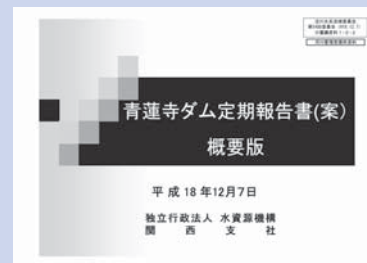 青蓮寺ダム定期報告書(案)
概要版
平成18年12月7日
独立行政法人 水資源機構
関西支社